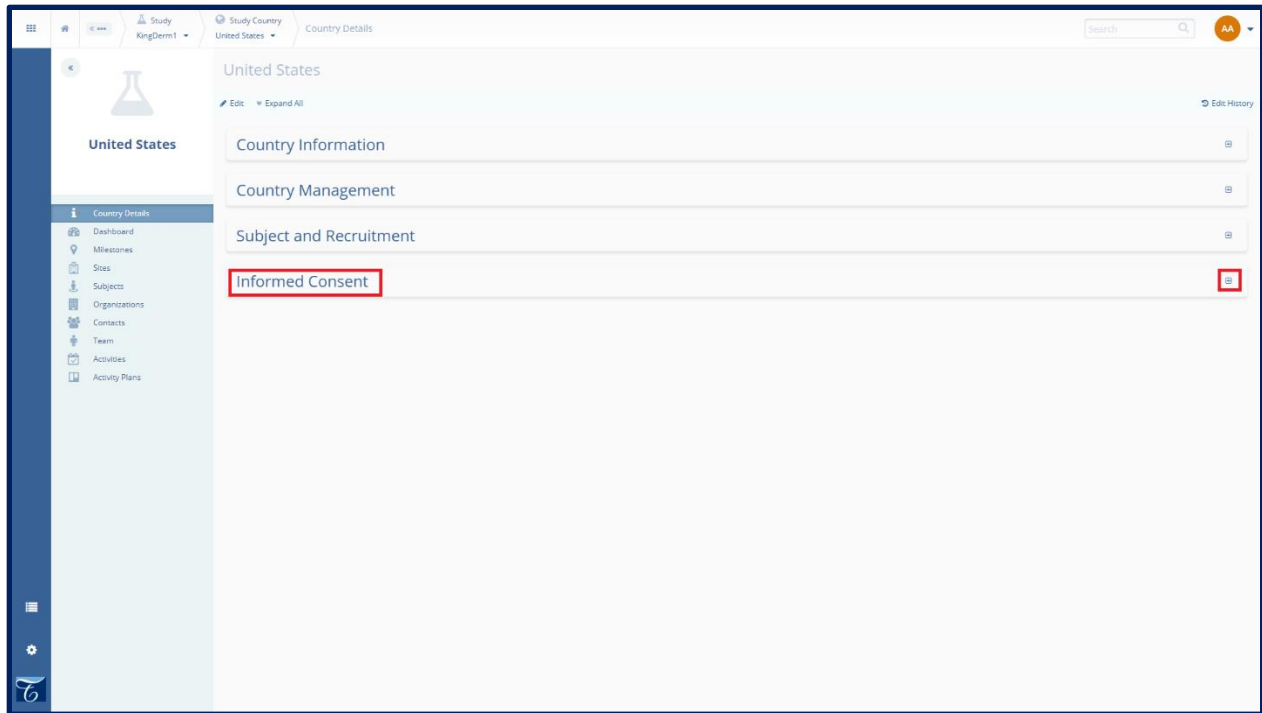 Study
KingDerm1
Study Country
United States
Country Details
Search
AA
United States
Edit
Expand All
Edit History
United States
Country Information
Country Management
Subject and Recruitment
Informed Consent
Country Details
Dashboard
Milestones
Sites
Subjects
Organizations
Contacts
Team
Activities
Activity Plans